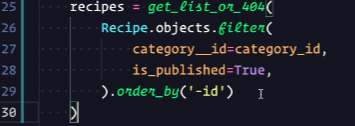 25 recipes = get_list_or_404(
26 Recipe.objects.filter(
27 category__id=category_id,
28 is_published=True,
29 ).order_by('-id')
30 )